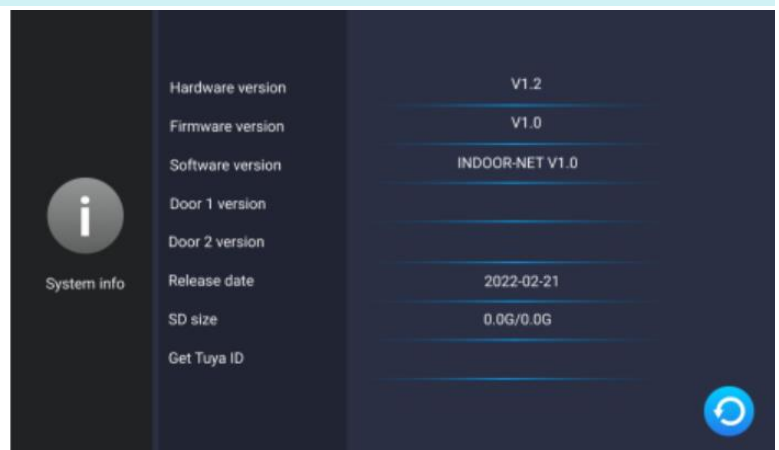 Hardware version V1.2
Firmware version V1.0
Software version INDOOR-NET V1.0
Door 1 version
Door 2 version
System info
Release date 2022-02-21
SD size 0.0G/0.0G
Get Tuya ID